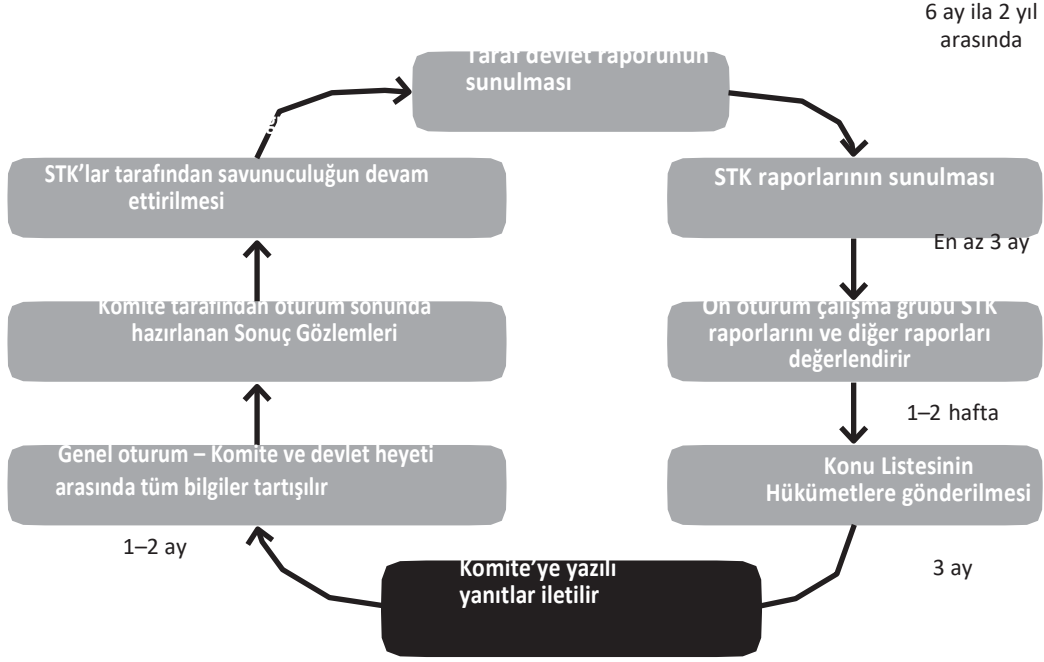 6 ay ila 2 yıl
arasında
Taraf devlet raporunun
sunulması
STK raporlarının sunulması
En az 3 ay
Ön oturum çalışma grubu STK
raporlarını ve diğer raporları
değerlendirir
1–2 hafta
Konu Listesinin
Hükümetlere gönderilmesi
3 ay
Komite’ye yazılı
yanıtlar iletilir
1–2 ay
Genel oturum – Komite ve devlet heyeti
arasında tüm bilgiler tartışılır
Komite tarafından oturum sonunda
hazırlanan Sonuç Gözlemleri
STK’lar tarafından savunuculuğun devam
ettirilmesi